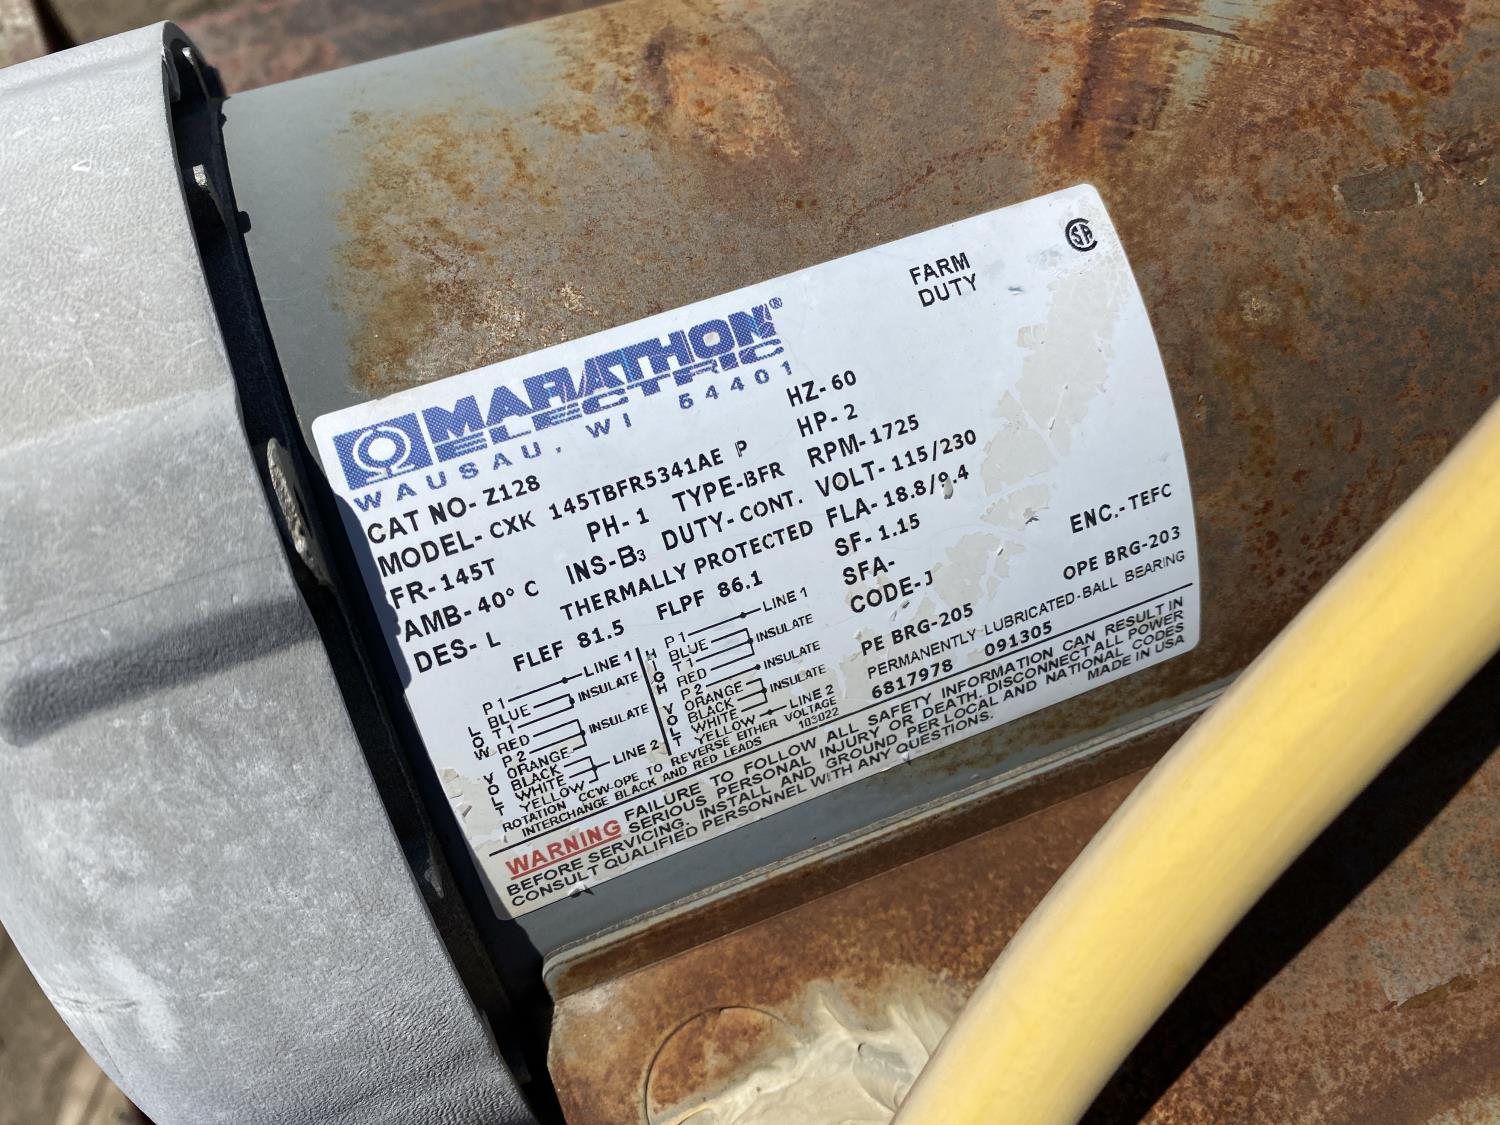 MARATHON®
ELECTRIC
WAUSAU, WI 54401
FARM
DUTY
CAT NO- Z128
MODEL- CXK 145TBFR5341AE P
FR-145T
PH- 1
TYPE-BFR
AMB- 40° C
INS-B3
DUTY- CONT.
DES- L
THERMALLY PROTECTED
FLEF 81.5
FLPF 86.1
HZ- 60
HP- 2
RPM-1725
VOLT- 115/230
FLA- 18.8/9.4
SF- 1.15
SFA-
CODE-J
ENC.-TEFC
PE BRG-205
OPE BRG-203
PERMANENTLY LUBRICATED-BALL BEARING
6817978
091305
LOW VOLT
P1
LINE 1
BLUE
T1
INSULATE
RED
P2
INSULATE
ORANGE
BLACK
WHITE
LINE 2
YELLOW
HIGH VOLT
P1
LINE 1
BLUE
T1
INSULATE
RED
P2
INSULATE
ORANGE
BLACK
INSULATE
WHITE
YELLOW
LINE 2
ROTATION CCW-OPE TO REVERSE EITHER VOLTAGE
INTERCHANGE BLACK AND RED LEADS
103022
WARNING FAILURE TO FOLLOW ALL SAFETY INFORMATION CAN RESULT IN
SERIOUS PERSONAL INJURY OR DEATH. DISCONNECT ALL POWER
BEFORE SERVICING. INSTALL AND GROUND PER LOCAL AND NATIONAL CODES
CONSULT QUALIFIED PERSONNEL WITH ANY QUESTIONS.
MADE IN USA